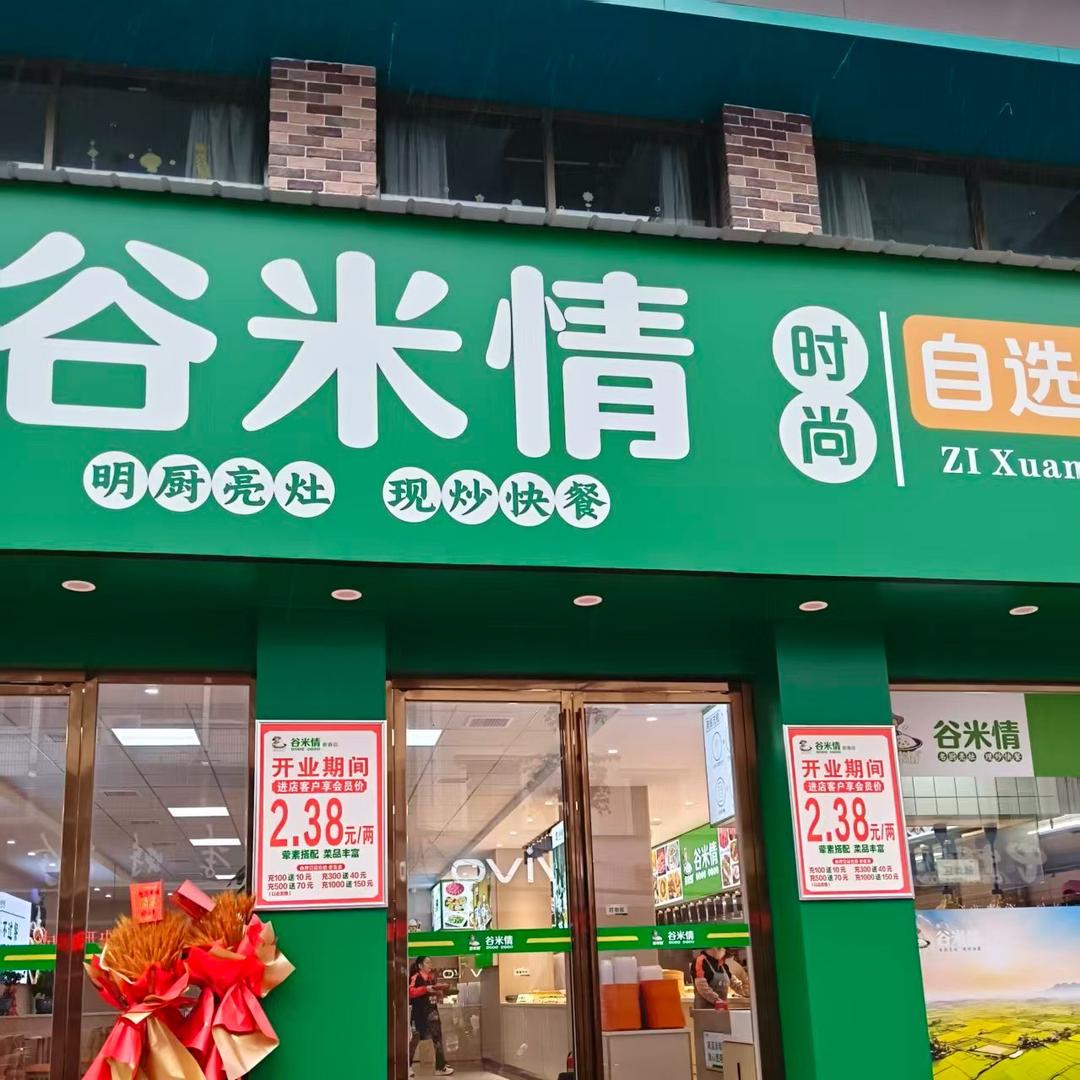 谷米情
时尚
自选
ZI Xuan
明厨亮灶 现炒快餐
谷米情
开业期间
进店客户享会员价
2.38元/两
荤素搭配 菜品丰富
充100送10元 充300送40元
充500送70元 充1000送150元
谷米情
开业期间
进店客户享会员价
2.38元/两
荤素搭配 菜品丰富
充100送10元 充300送40元
充500送70元 充1000送150元
谷米情
谷米情
vivo
谷米情
谷米情
谷米情